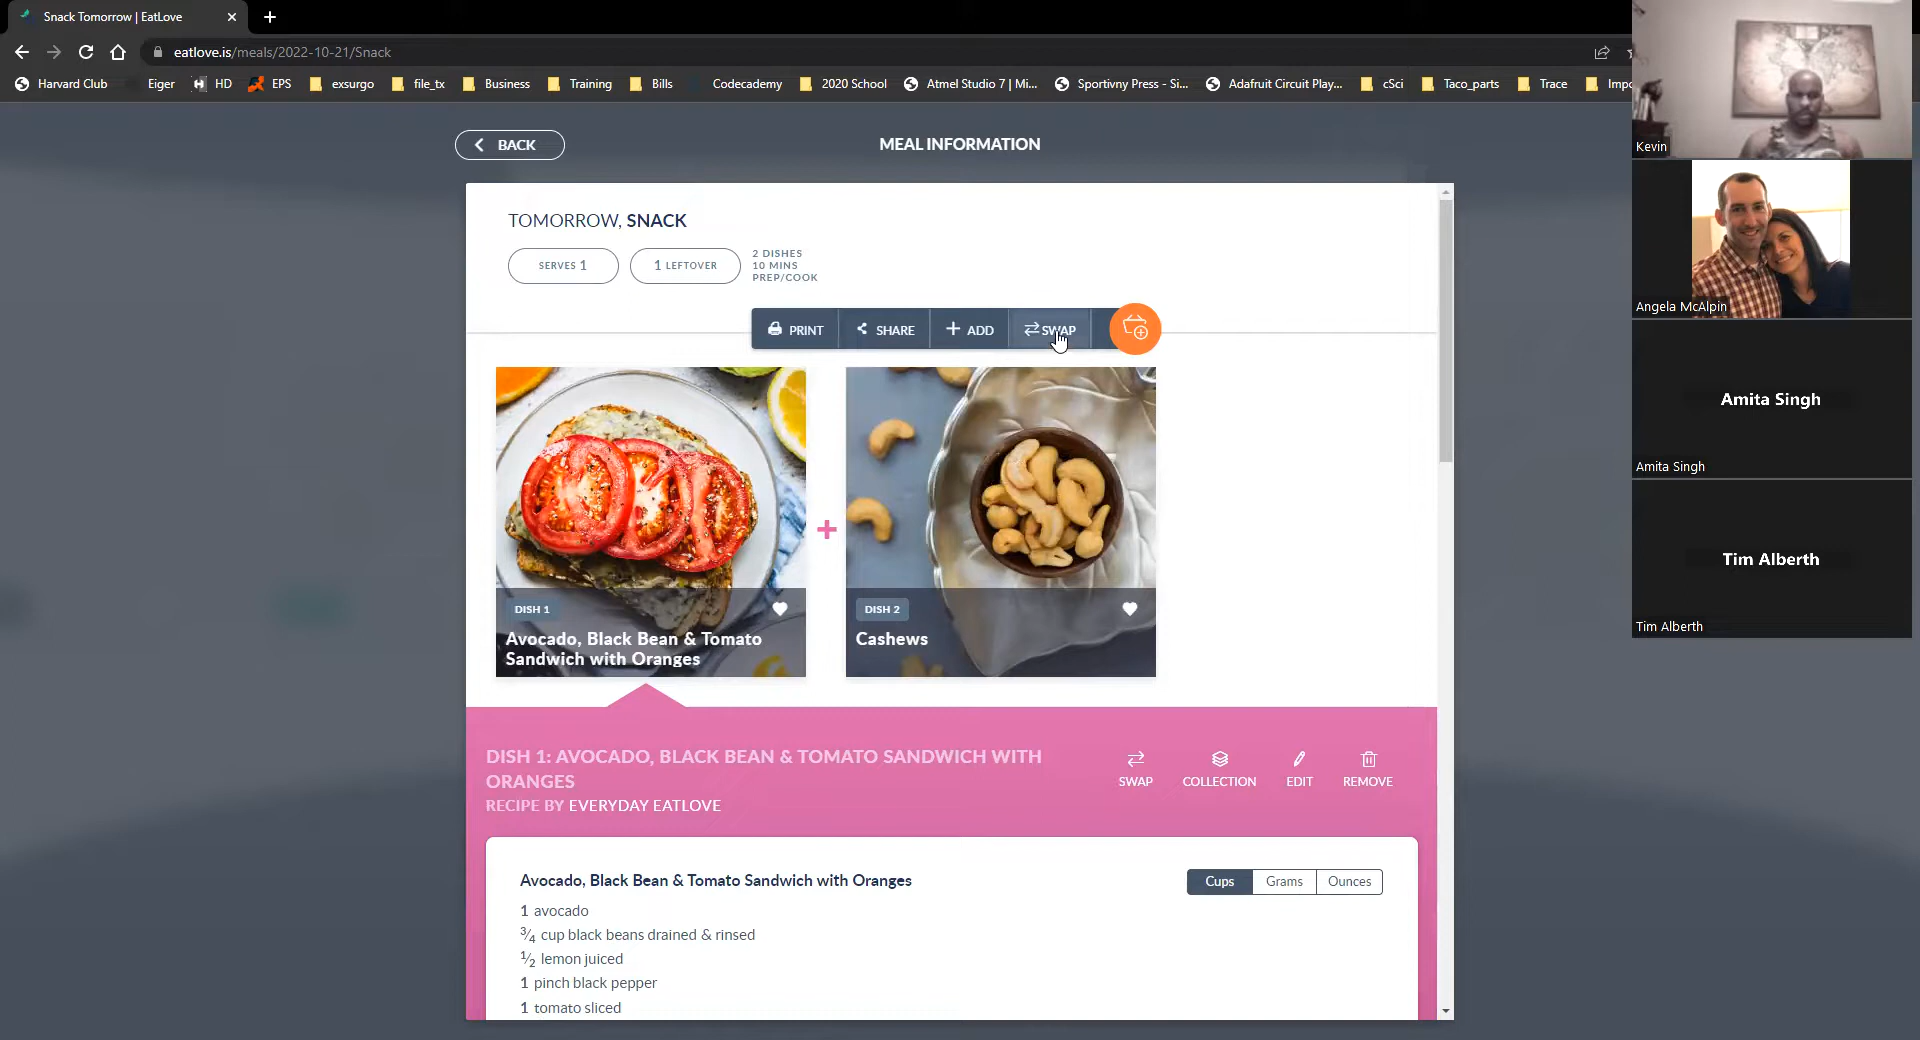 Snack Tomorrow | EatLove
eatlove.is/meals/2022-10-21/Snack
Harvard Club Eiger HD EPS exsurgo file_tx Business Training Bills Codecademy 2020 School Atmel Studio 7 | Mi... Sportivny Press - Si... Adafruit Circuit Play... cSci Taco_parts Trace Impo
BACK
MEAL INFORMATION
TOMORROW, SNACK
SERVES 1
1 LEFTOVER
2 DISHES
10 MINS
PREP/COOK
PRINT SHARE ADD SWAP
DISH 1
Avocado, Black Bean & Tomato
Sandwich with Oranges
DISH 2
Cashews
DISH 1: AVOCADO, BLACK BEAN & TOMATO SANDWICH WITH
ORANGES
RECIPE BY EVERYDAY EATLOVE
SWAP COLLECTION EDIT REMOVE
Avocado, Black Bean & Tomato Sandwich with Oranges
Cups Grams Ounces
1 avocado
3/4 cup black beans drained & rinsed
1/2 lemon juiced
1 pinch black pepper
1 tomato sliced
Kevin
Angela McAlpin
Amita Singh
Amita Singh
Tim Alberth
Tim Alberth